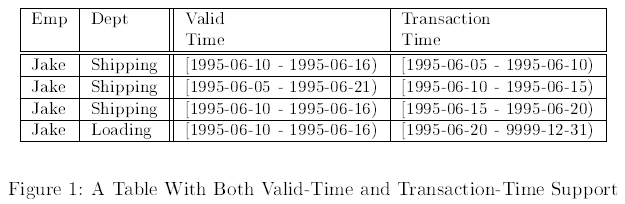 Emp Dept Valid Time Transaction Time
Jake Shipping [1995-06-10 - 1995-06-16) [1995-06-05 - 1995-06-10)
Jake Shipping [1995-06-05 - 1995-06-21) [1995-06-10 - 1995-06-15)
Jake Shipping [1995-06-10 - 1995-06-16) [1995-06-15 - 1995-06-20)
Jake Loading [1995-06-10 - 1995-06-16) [1995-06-20 - 9999-12-31)
Figure 1: A Table With Both Valid-Time and Transaction-Time Support